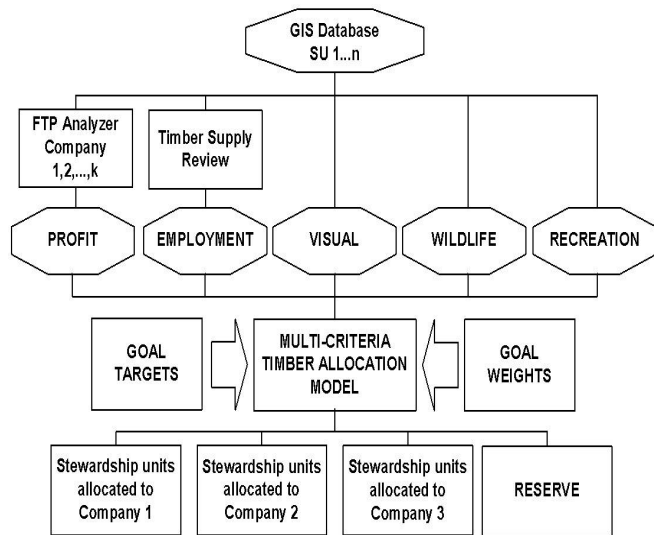 GIS Database
SU 1...n
FTP Analyzer
Company
1,2,...,k
Timber Supply
Review
PROFIT
EMPLOYMENT
VISUAL
WILDLIFE
RECREATION
GOAL
TARGETS
MULTI-CRITERIA
TIMBER ALLOCATION
MODEL
GOAL
WEIGHTS
Stewardship units
allocated to
Company 1
Stewardship units
allocated to
Company 2
Stewardship units
allocated to
Company 3
RESERVE